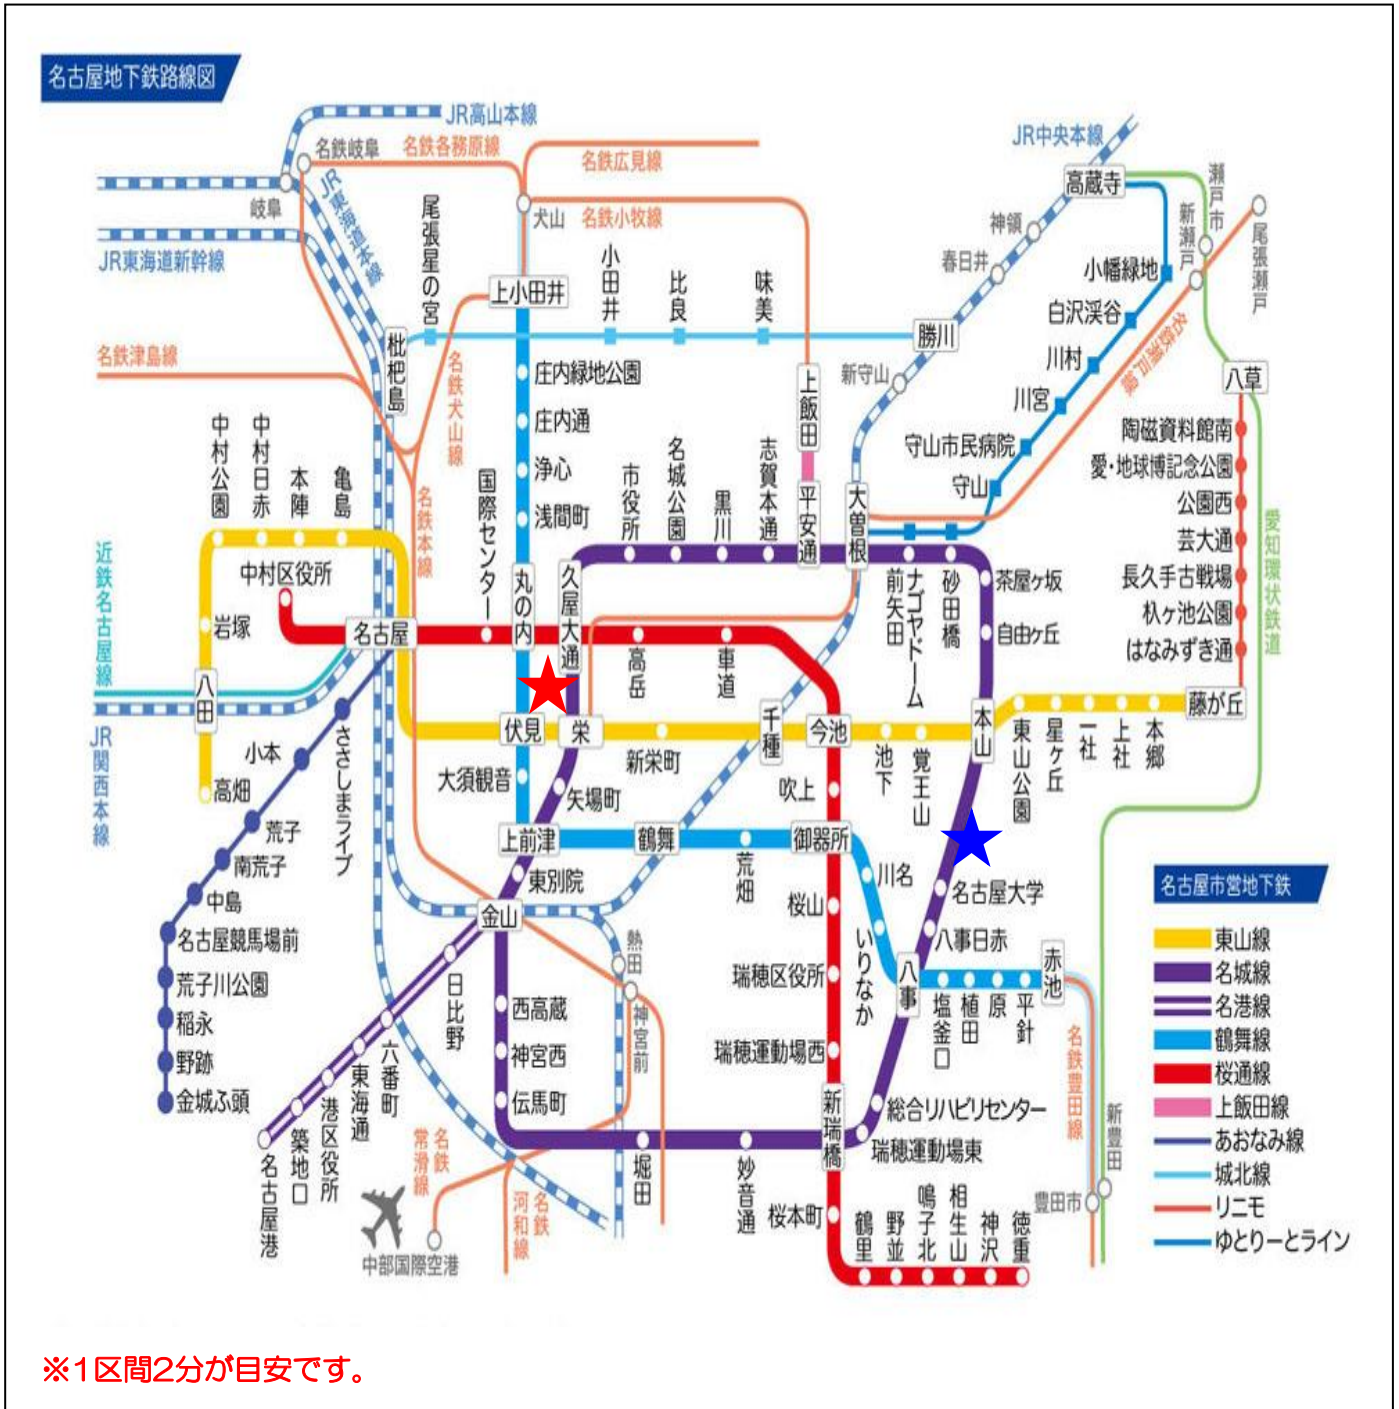 名古屋地下鉄路線図
JR高山本線
名鉄岐阜
名鉄各務原線
名鉄広見線
JR中央本線
岐阜
JR東海道本線
犬山
名鉄小牧線
高蔵寺
瀬戸市
新瀬戸
尾張瀬戸
JR東海道新幹線
尾張星の宮
上小田井
小田井
比良
味美
神領
春日井
小幡緑地
白沢渓谷
川村
川宮
守山市民病院
守山
名鉄瀬戸線
枇杷島
勝川
新守山
名鉄津島線
名鉄犬山線
庄内緑地公園
庄内通
浄心
浅間町
上飯田
八草
陶磁資料館南
愛・地球博記念公園
公園西
芸大通
長久手古戦場
杁ヶ池公園
はなみずき通
愛知環状鉄道
中村公園
中村日赤
本陣
亀島
名鉄本線
国際センター
市役所
名城公園
黒川
志賀本通
平安通
大曽根
近鉄名古屋線
中村区役所
岩塚
名古屋
丸の内
久屋大通
高岳
車道
ナゴヤドーム前矢田
砂田橋
茶屋ヶ坂
自由ヶ丘
八田
JR関西本線
高畑
小本
荒子
南荒子
中島
名古屋競馬場前
荒子川公園
稲永
野跡
金城ふ頭
ささしまライブ
伏見
栄
新栄町
千種
今池
池下
覚王山
本山
東山公園
星ヶ丘
一社
上社
本郷
藤が丘
大須観音
矢場町
吹上
上前津
鶴舞
荒畑
御器所
川名
いりなか
名古屋大学
八事日赤
八事
塩釜口
植田
原
平針
赤池
東別院
金山
桜山
瑞穂区役所
瑞穂運動場西
新瑞橋
熱田
神宮前
日比野
六番町
東海通
港区役所
築地口
名古屋港
西高蔵
神宮西
伝馬町
堀田
妙音通
総合リハビリセンター
瑞穂運動場東
名鉄豊田線
新豊田
豊田市
名鉄常滑線
名鉄河和線
中部国際空港
桜本町
鶴里
野並
鳴子北
相生山
神沢
徳重
名古屋市営地下鉄
東山線
名城線
名港線
鶴舞線
桜通線
上飯田線
あおなみ線
城北線
リニモ
ゆとりーとライン
※1区間2分が目安です。